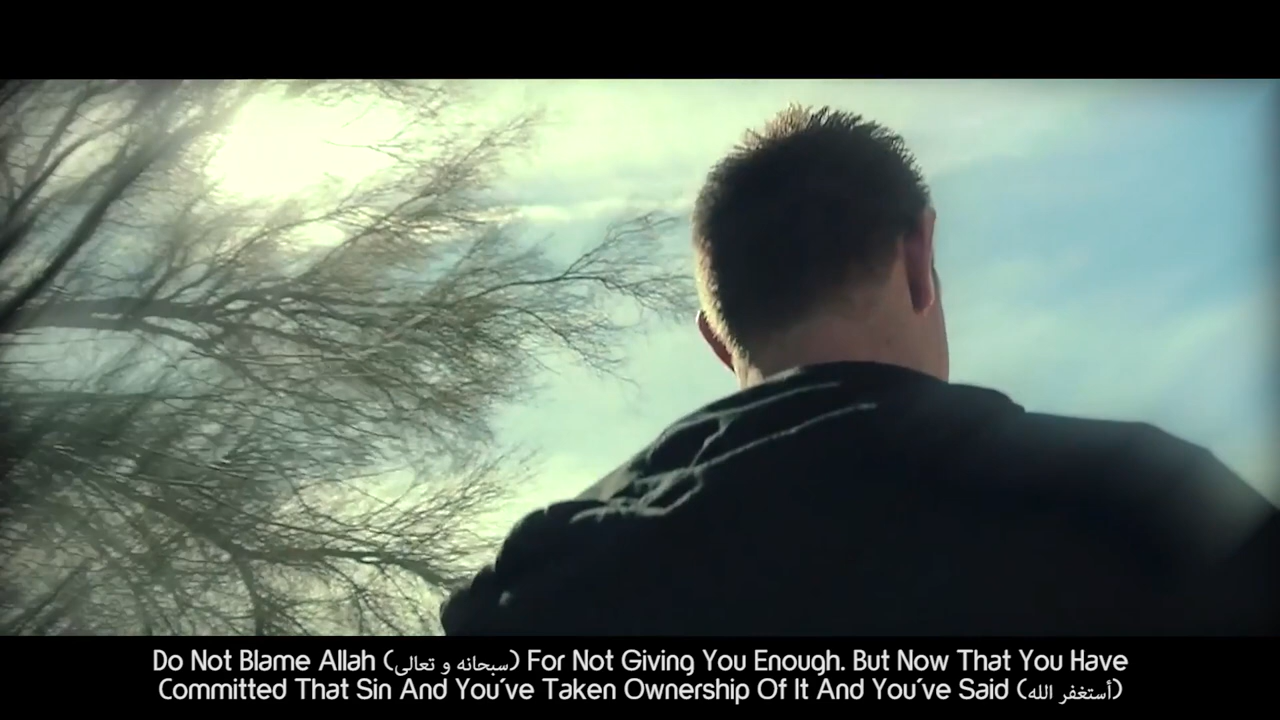 Do Not Blame Allah (سبحانه و تعالى) For Not Giving You Enough. But Now That You Have
Committed That Sin And You've Taken Ownership Of It And You've Said (أستغفر الله)